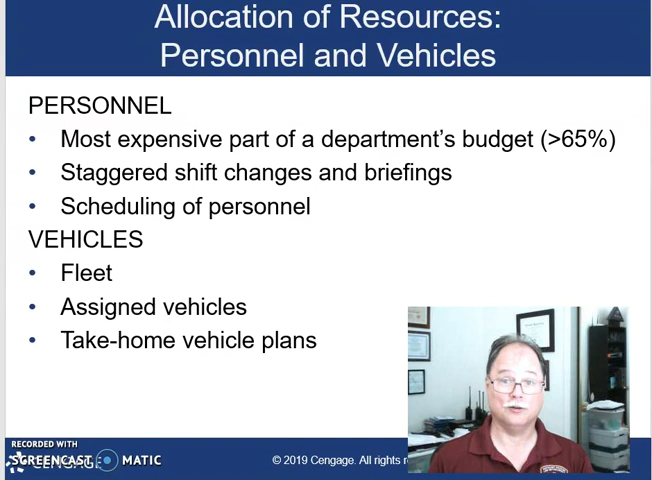 Allocation of Resources:
Personnel and Vehicles
PERSONNEL
• Most expensive part of a department's budget (>65%)
• Staggered shift changes and briefings
• Scheduling of personnel
VEHICLES
• Fleet
• Assigned vehicles
• Take-home vehicle plans
RECORDED WITH
SCREENCAST MATIC
© 2019 Cengage. All rights